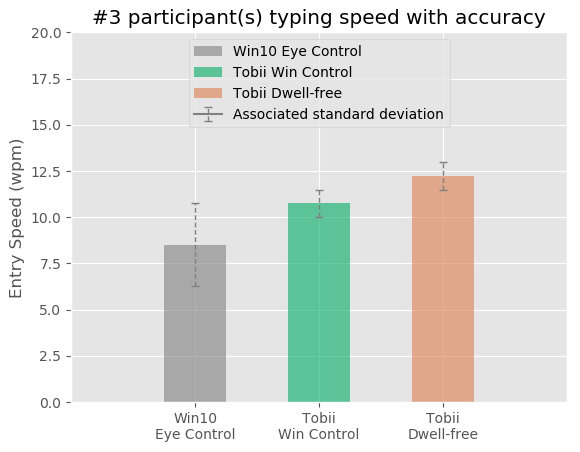 #3 participant(s) typing speed with accuracy
Win10 Eye Control
Tobii Win Control
Tobii Dwell-free
Associated standard deviation
Entry Speed (wpm)
20.0
17.5
15.0
12.5
10.0
7.5
5.0
2.5
0.0
Win10
Eye Control
Tobii
Win Control
Tobii
Dwell-free